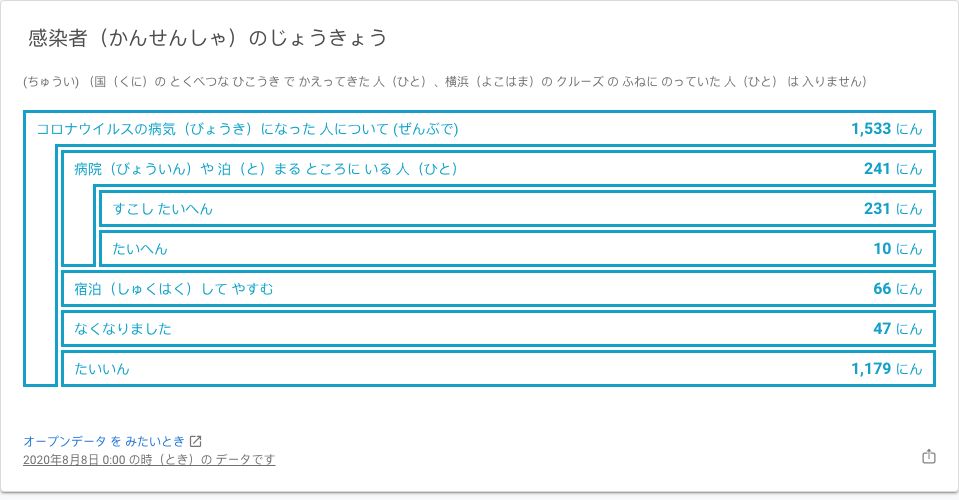 感染者（かんせんしゃ）のじょうきょう
(ちゅうい) （国（くに）の とくべつな ひこうき で かえってきた 人（ひと）、横浜（よこはま）の クルーズ の ふねに のっていた 人（ひと） は 入りません）
コロナウイルスの病気（びょうき）になった 人について (ぜんぶで) 1,533 にん
病院（びょういん）や 泊（と）まる ところに いる 人（ひと） 241 にん
すこし たいへん 231 にん
たいへん 10 にん
宿泊（しゅくはく）して やすむ 66 にん
なくなりました 47 にん
たいいん 1,179 にん
オープンデータ を みたいとき
2020年8月8日 0:00 の時（とき）の データです